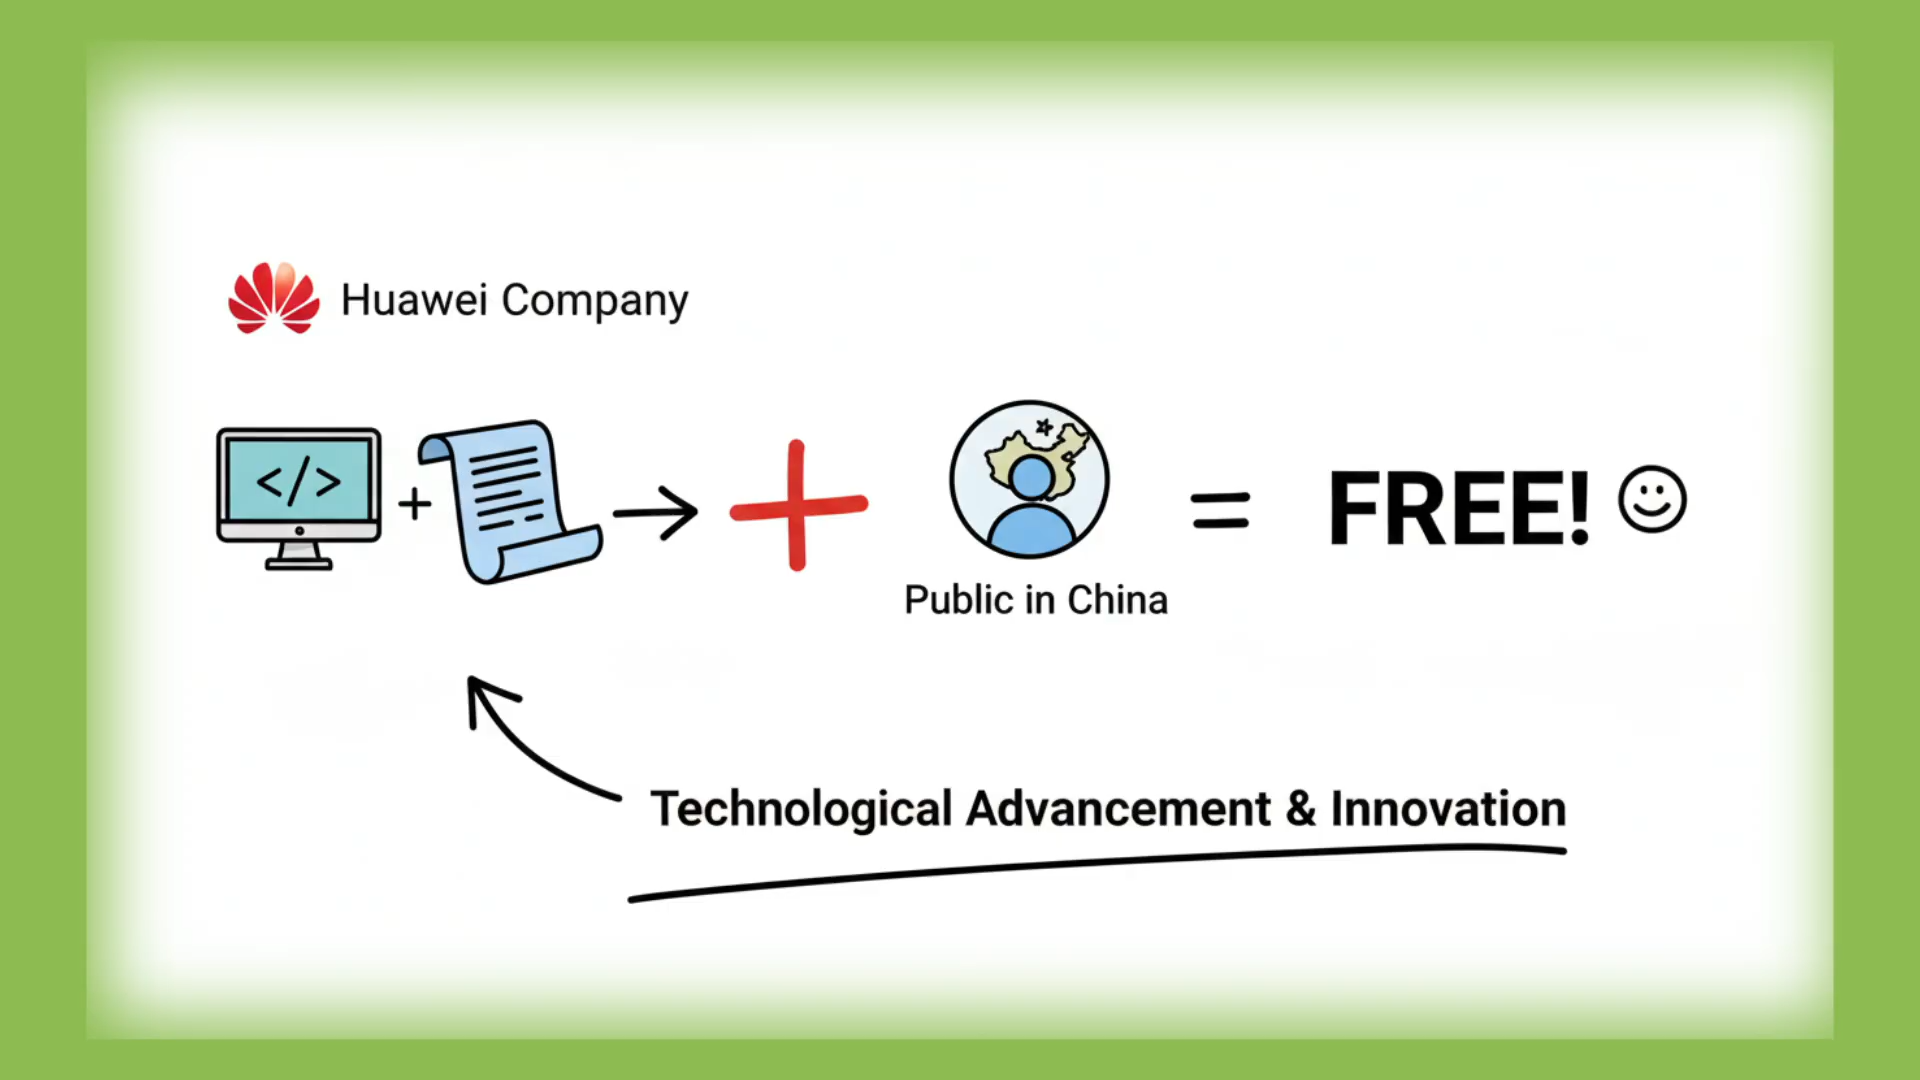 Huawei Company
</>
+
Public in China
=
FREE!
Technological Advancement & Innovation